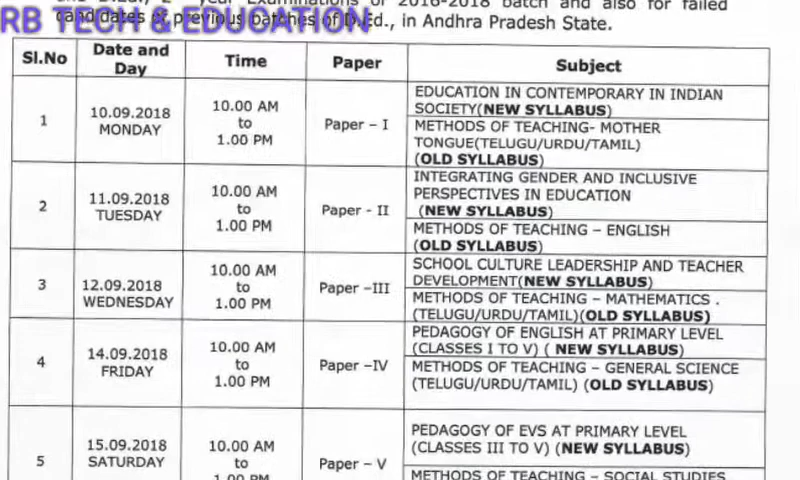 the D.Ed., 2 year Examinations of 2016-2018 batch and also for failed
candidates of previous batches of D.Ed., in Andhra Pradesh State.
RB TECH & EDUCATION
Sl.No
Date and
Day
Time
Paper
Subject
1
10.09.2018
MONDAY
10.00 AM
to
1.00 PM
Paper – I
EDUCATION IN CONTEMPORARY IN INDIAN
SOCIETY(NEW SYLLABUS)
METHODS OF TEACHING- MOTHER
TONGUE(TELUGU/URDU/TAMIL)
(OLD SYLLABUS)
2
11.09.2018
TUESDAY
10.00 AM
to
1.00 PM
Paper - II
INTEGRATING GENDER AND INCLUSIVE
PERSPECTIVES IN EDUCATION
(NEW SYLLABUS)
METHODS OF TEACHING – ENGLISH
(OLD SYLLABUS)
3
12.09.2018
WEDNESDAY
10.00 AM
to
1.00 PM
Paper –III
SCHOOL CULTURE LEADERSHIP AND TEACHER
DEVELOPMENT(NEW SYLLABUS)
METHODS OF TEACHING – MATHEMATICS .
(TELUGU/URDU/TAMIL)(OLD SYLLABUS)
4
14.09.2018
FRIDAY
10.00 AM
to
1.00 PM
Paper –IV
PEDAGOGY OF ENGLISH AT PRIMARY LEVEL
(CLASSES I TO V) ( NEW SYLLABUS)
METHODS OF TEACHING – GENERAL SCIENCE
(TELUGU/URDU/TAMIL) (OLD SYLLABUS)
5
15.09.2018
SATURDAY
10.00 AM
to
1.00 PM
Paper – V
PEDAGOGY OF EVS AT PRIMARY LEVEL
(CLASSES III TO V) (NEW SYLLABUS)
METHODS OF TEACHING – SOCIAL STUDIES